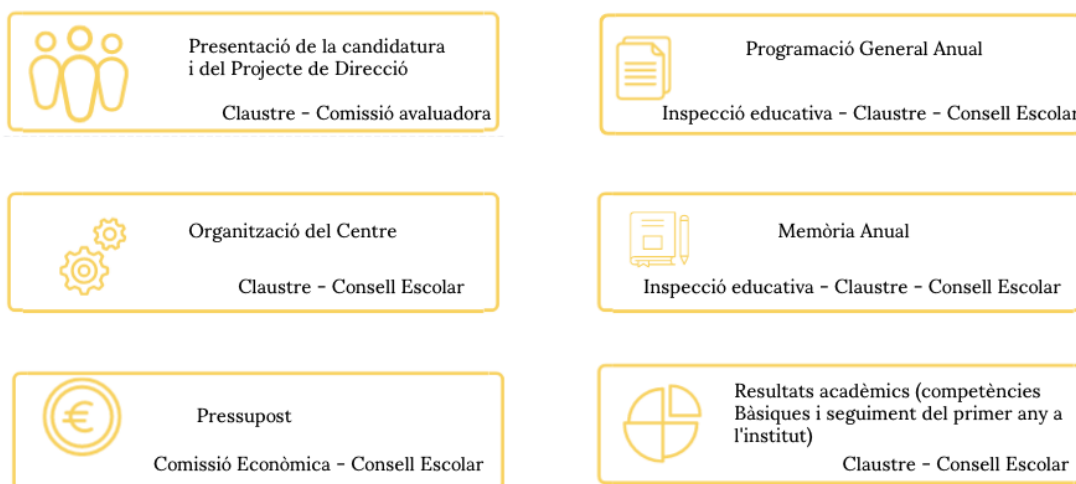 Presentació de la candidatura
i del Projecte de Direcció
Claustre - Comissió avaluadora
Programació General Anual
Inspecció educativa - Claustre - Consell Escolar
Organització del Centre
Claustre - Consell Escolar
Memòria Anual
Inspecció educativa - Claustre - Consell Escolar
€
Pressupost
Comissió Econòmica - Consell Escolar
Resultats acadèmics (competències
Bàsiques i seguiment del primer any a
l'institut)
Claustre - Consell Escolar